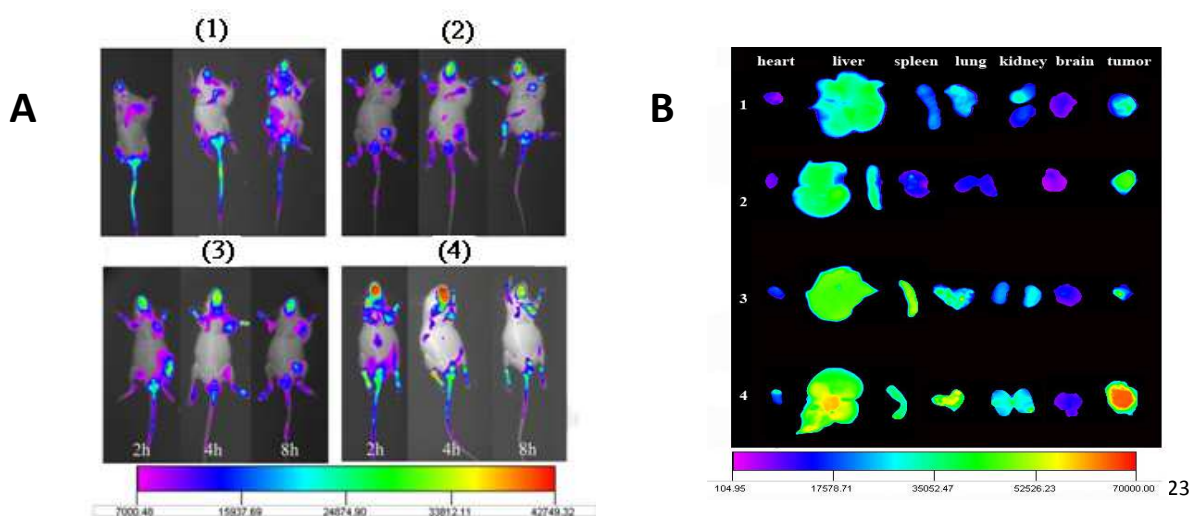 A
(1)
(2)
(3)
(4)
2h
4h
8h
2h
4h
8h
7000.48
15937.69
24874.90
33812.11
42749.32
B
heart liver spleen lung kidney brain tumor
1
2
3
4
104.95
17578.71
35052.47
52526.23
70000.00
23